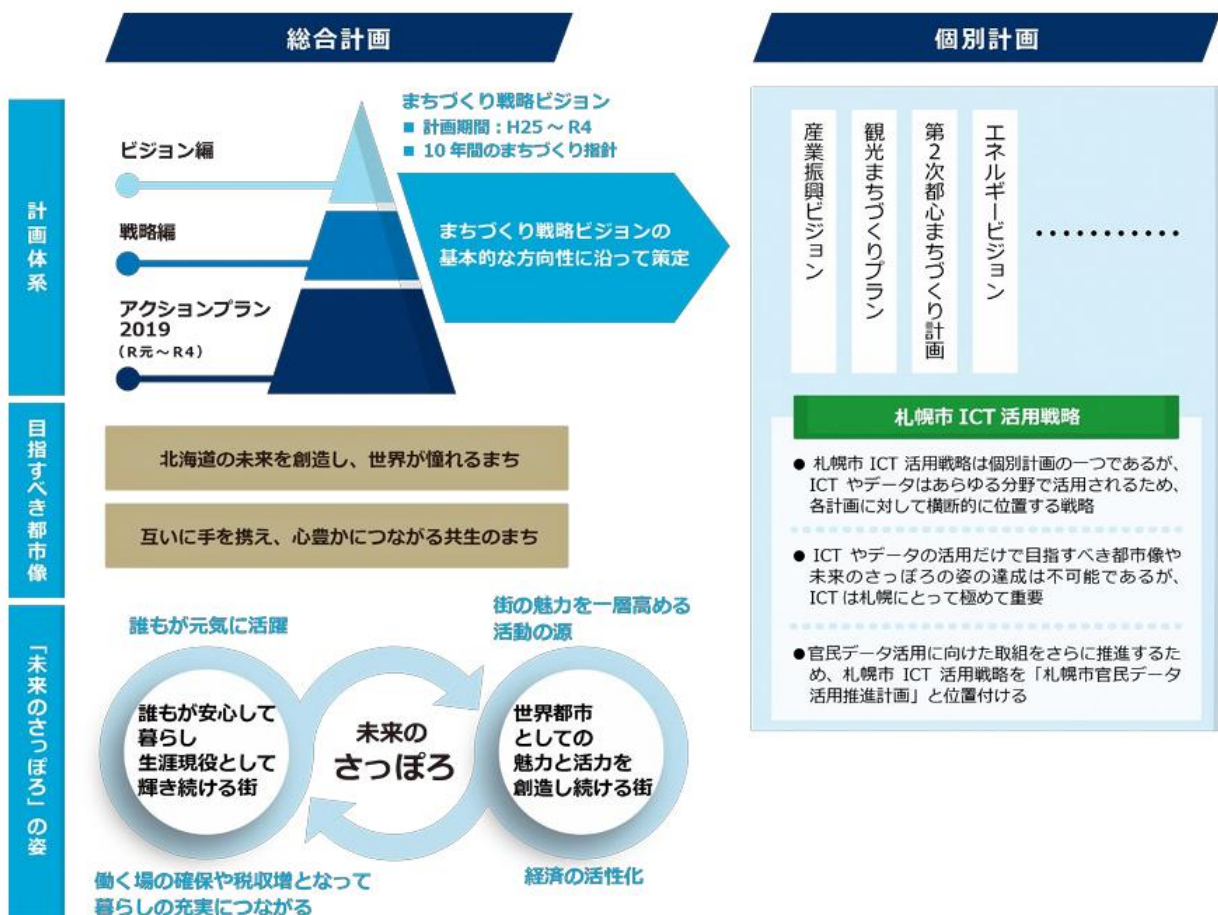 総合計画
個別計画
計画体系
ビジョン編
戦略編
アクションプラン
2019
(R元~R4)
まちづくり戦略ビジョン
■ 計画期間:H25~R4
■ 10年間のまちづくり指針
まちづくり戦略ビジョンの
基本的な方向性に沿って策定
産業振興ビジョン
観光まちづくりプラン
第2次都心まちづくり計画
エネルギービジョン
・・・・・・・・・・・
目指すべき都市像
北海道の未来を創造し、世界が憧れるまち
互いに手を携え、心豊かにつながる共生のまち
「未来のさっぽろ」の姿
誰もが元気に活躍
街の魅力を一層高める
活動の源
誰もが安心して
暮らし
生涯現役として
輝き続ける街
未来の
さっぽろ
世界都市
としての
魅力と活力を
創造し続ける街
働く場の確保や税収増となって
暮らしの充実につながる
経済の活性化
札幌市 ICT 活用戦略
● 札幌市 ICT 活用戦略は個別計画の一つであるが、
ICT やデータはあらゆる分野で活用されるため、
各計画に対して横断的に位置する戦略
● ICT やデータの活用だけで目指すべき都市像や
未来のさっぽろの姿の達成は不可能であるが、
ICT は札幌にとって極めて重要
●官民データ活用に向けた取組をさらに推進するた
め、札幌市 ICT 活用戦略を「札幌市官民データ
活用推進計画」と位置付ける